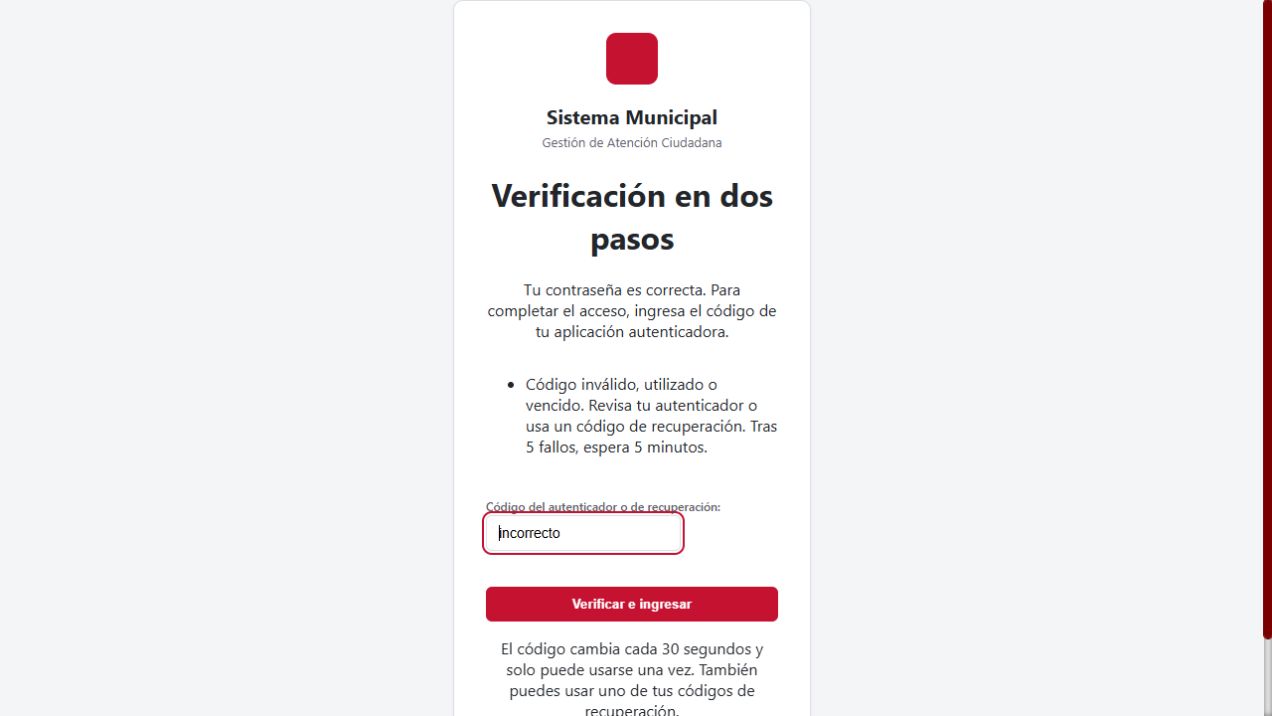 Sistema Municipal
Gestión de Atención Ciudadana
Verificación en dos
pasos
Tu contraseña es correcta. Para
completar el acceso, ingresa el código de
tu aplicación autenticadora.
• Código inválido, utilizado o
vencido. Revisa tu autenticador o
usa un código de recuperación. Tras
5 fallos, espera 5 minutos.
Código del autenticador o de recuperación:
incorrecto
Verificar e ingresar
El código cambia cada 30 segundos y
solo puede usarse una vez. También
puedes usar uno de tus códigos de
recuperación.